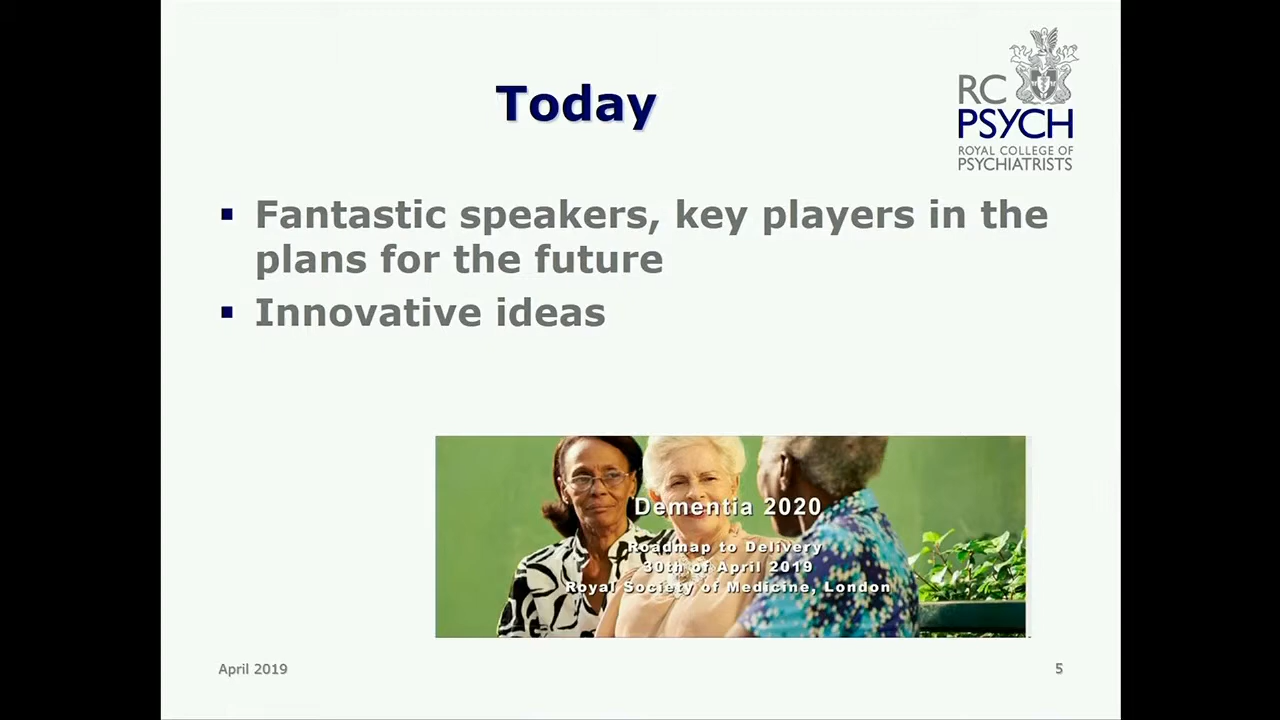 Today
RC
PSYCH
ROYAL COLLEGE OF
PSYCHIATRISTS
▪ Fantastic speakers, key players in the
plans for the future
▪ Innovative ideas
Dementia 2020
Roadmap to Delivery
30th of April 2019
Royal Society of Medicine, London
April 2019
5